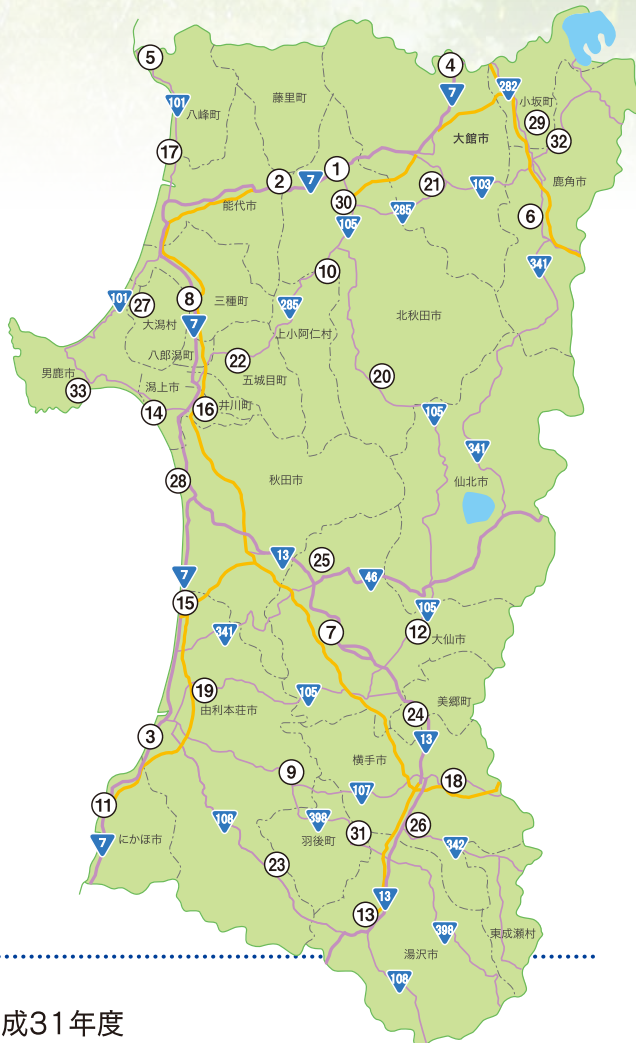 5
4
7
282
101
八峰町
藤里町
小坂町
29
大館市
32
17
1
2
7
21
103
鹿角市
能代市
30
285
6
105
10
341
101
27
8
三種町
285
大潟村
7
上小阿仁村
北秋田市
八郎潟町
22
男鹿市
五城目町
20
33
潟上市
14
16
井川町
105
341
28
秋田市
仙北市
13
25
7
46
15
105
341
7
12
大仙市
19
105
美郷町
由利本荘市
24
3
13
横手市
9
18
11
107
108
398
26
7
にかほ市
羽後町
31
342
23
13
13
398
東成瀬村
湯沢市
108
成31年度